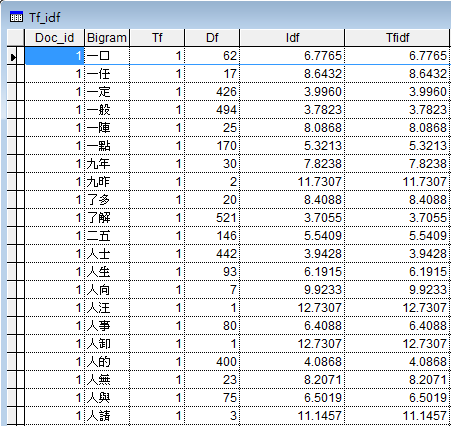 Tf_idf
Doc_id Bigram Tf Df Idf Tfidf
1 一口 1 62 6.7765 6.7765
1 一任 1 17 8.6432 8.6432
1 一定 1 426 3.9960 3.9960
1 一般 1 494 3.7823 3.7823
1 一陣 1 25 8.0868 8.0868
1 一點 1 170 5.3213 5.3213
1 九年 1 30 7.8238 7.8238
1 九昨 1 2 11.7307 11.7307
1 了多 1 20 8.4088 8.4088
1 了解 1 521 3.7055 3.7055
1 二五 1 146 5.5409 5.5409
1 人士 1 442 3.9428 3.9428
1 人生 1 93 6.1915 6.1915
1 人向 1 7 9.9233 9.9233
1 人汪 1 1 12.7307 12.7307
1 人事 1 80 6.4088 6.4088
1 人卸 1 1 12.7307 12.7307
1 人的 1 400 4.0868 4.0868
1 人無 1 23 8.2071 8.2071
1 人與 1 75 6.5019 6.5019
1 人請 1 3 11.1457 11.1457